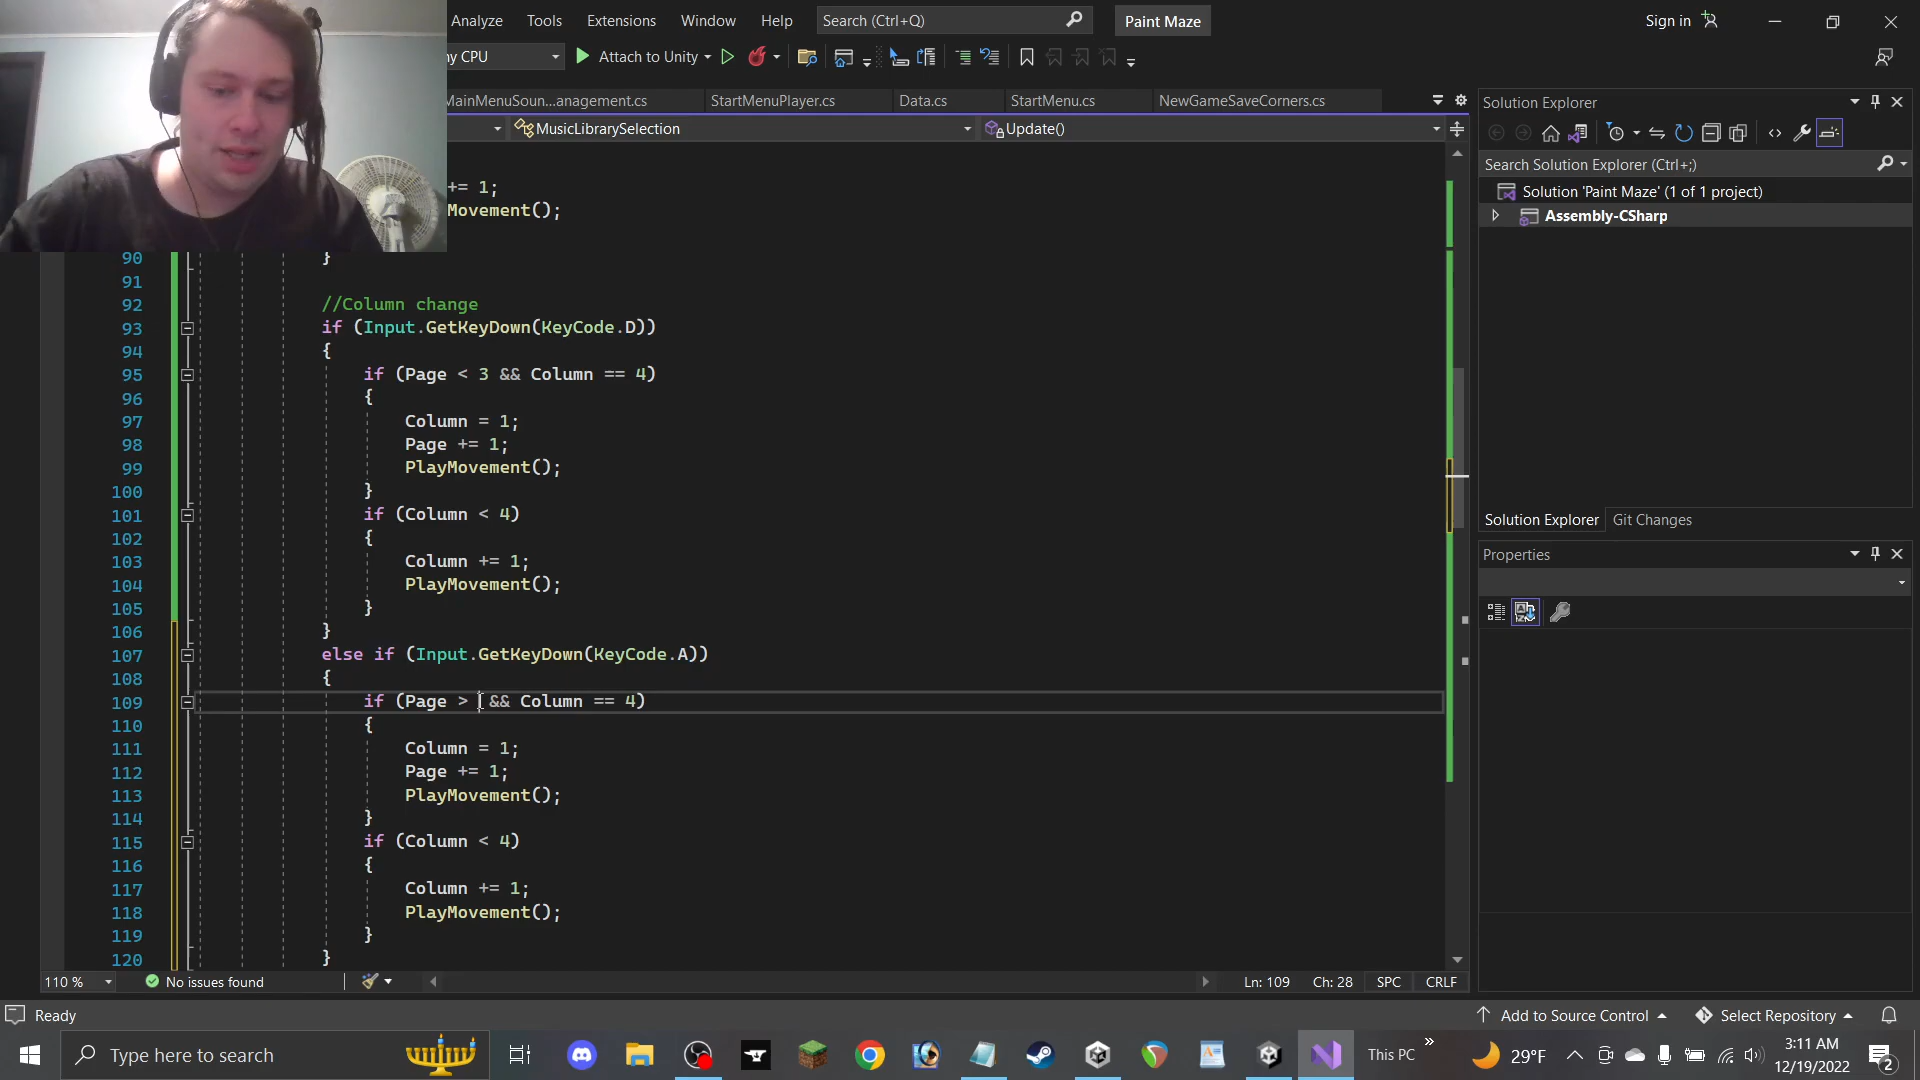 Analyze Tools Extensions Window Help Search (Ctrl+Q) Paint Maze Sign in
ny CPU Attach to Unity
MainMenuSoun...anagement.cs StartMenuPlayer.cs Data.cs StartMenu.cs NewGameSaveCorners.cs
MusicLibrarySelection Update()
+= 1;
Movement();
90 }
91
92 //Column change
93 if (Input.GetKeyDown(KeyCode.D))
94 {
95 if (Page < 3 && Column == 4)
96 {
97 Column = 1;
98 Page += 1;
99 PlayMovement();
100 }
101 if (Column < 4)
102 {
103 Column += 1;
104 PlayMovement();
105 }
106 }
107 else if (Input.GetKeyDown(KeyCode.A))
108 {
109 if (Page > && Column == 4)
110 {
111 Column = 1;
112 Page += 1;
113 PlayMovement();
114 }
115 if (Column < 4)
116 {
117 Column += 1;
118 PlayMovement();
119 }
120 }
110 % No issues found Ln: 109 Ch: 28 SPC CRLF
Solution Explorer
Search Solution Explorer (Ctrl+;)
Solution 'Paint Maze' (1 of 1 project)
Assembly-CSharp
Solution Explorer Git Changes
Properties
Ready Add to Source Control Select Repository
Type here to search This PC 29°F 3:11 AM
12/19/2022
2